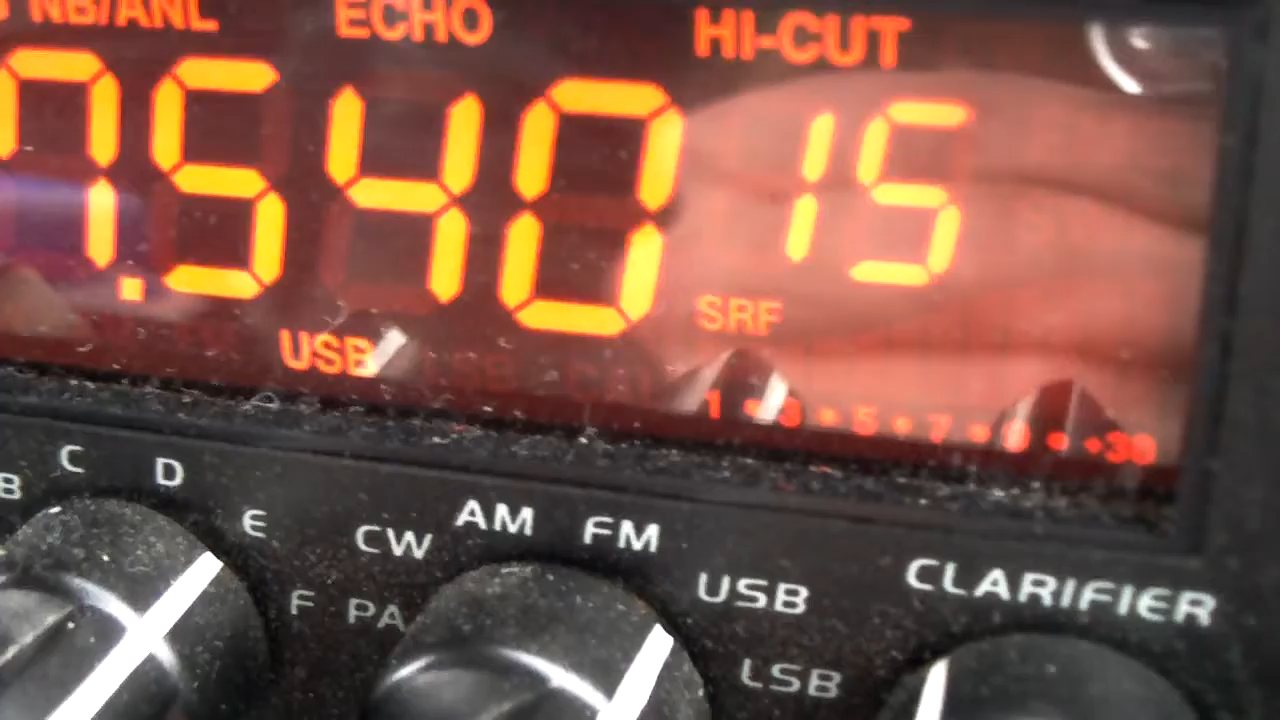 NB/ANL ECHO HI-CUT
7.540 15
SRF
USB
1 • 3 • 5 • 7 • 9 • +30
B C D E F
PA CW AM FM USB LSB
CLARIFIER